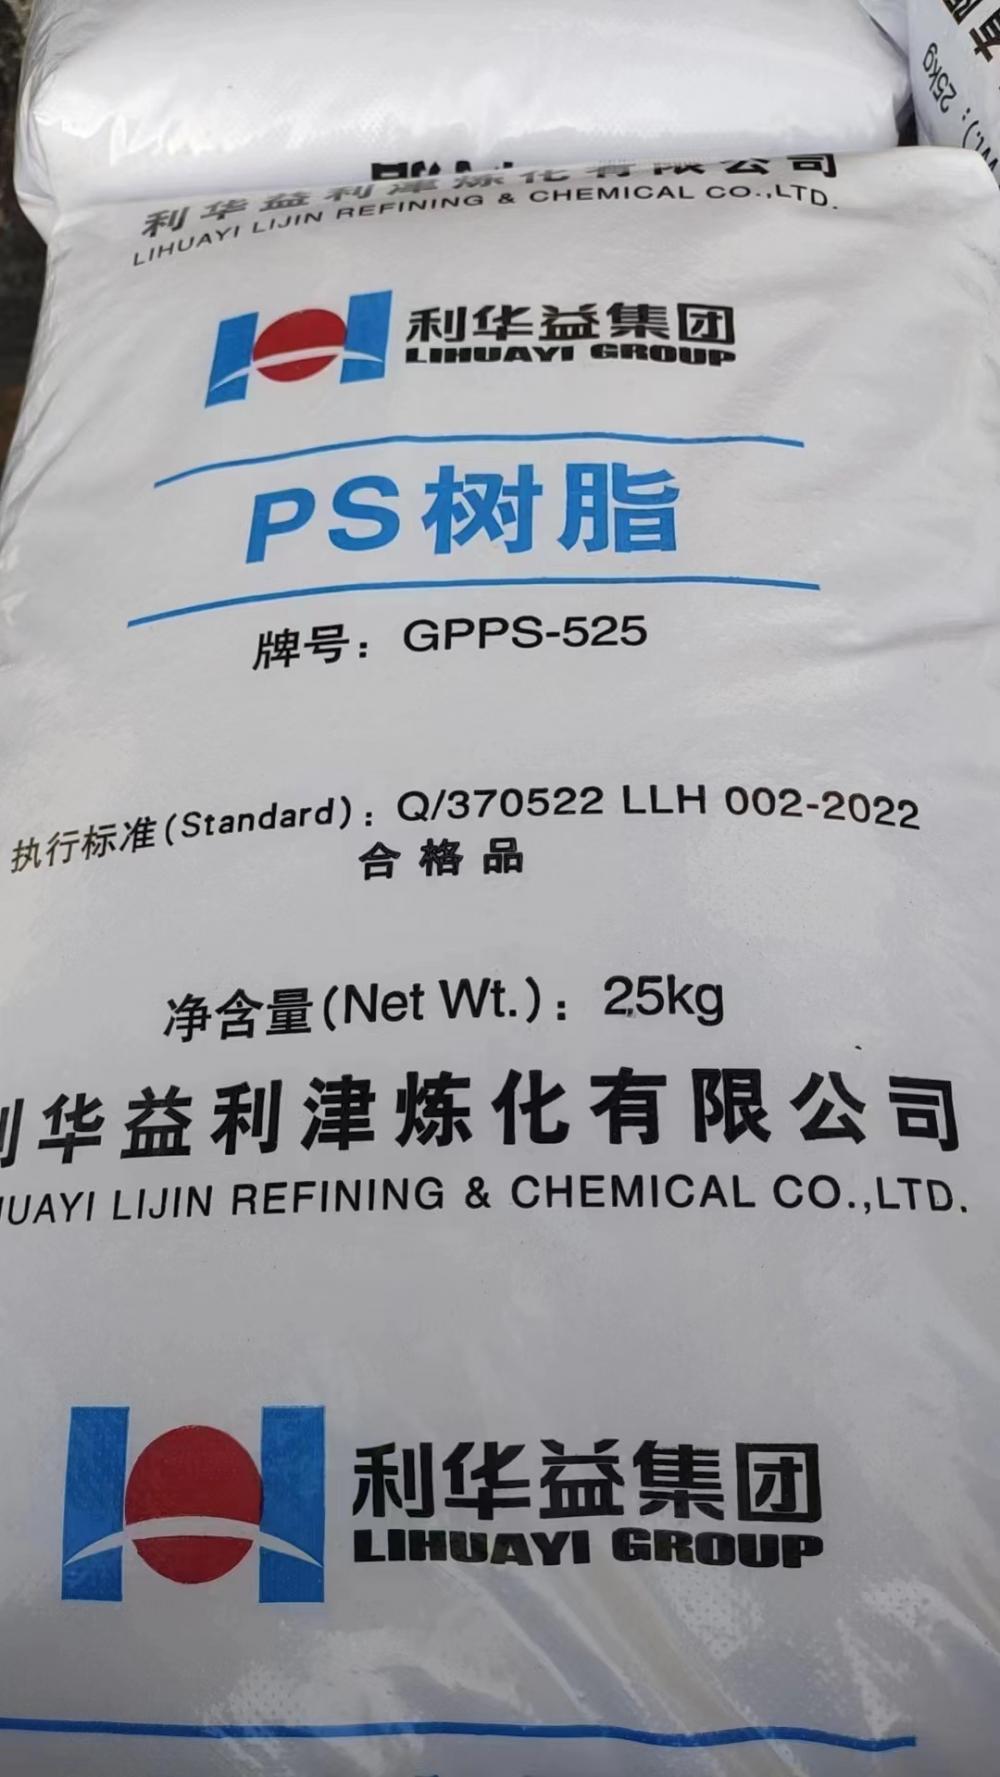 25kg
利华益利津炼化有限公司
LIHUAYI LIJIN REFINING & CHEMICAL CO.,LTD.
利华益集团
LIHUAYI GROUP
PS树脂
牌号：GPPS-525
执行标准(Standard)：Q/370522 LLH 002-2022
合格品
净含量(Net Wt.)：25kg
华益利津炼化有限公司
HUAYI LIJIN REFINING & CHEMICAL CO.,LTD.
利华益集团
LIHUAYI GROUP